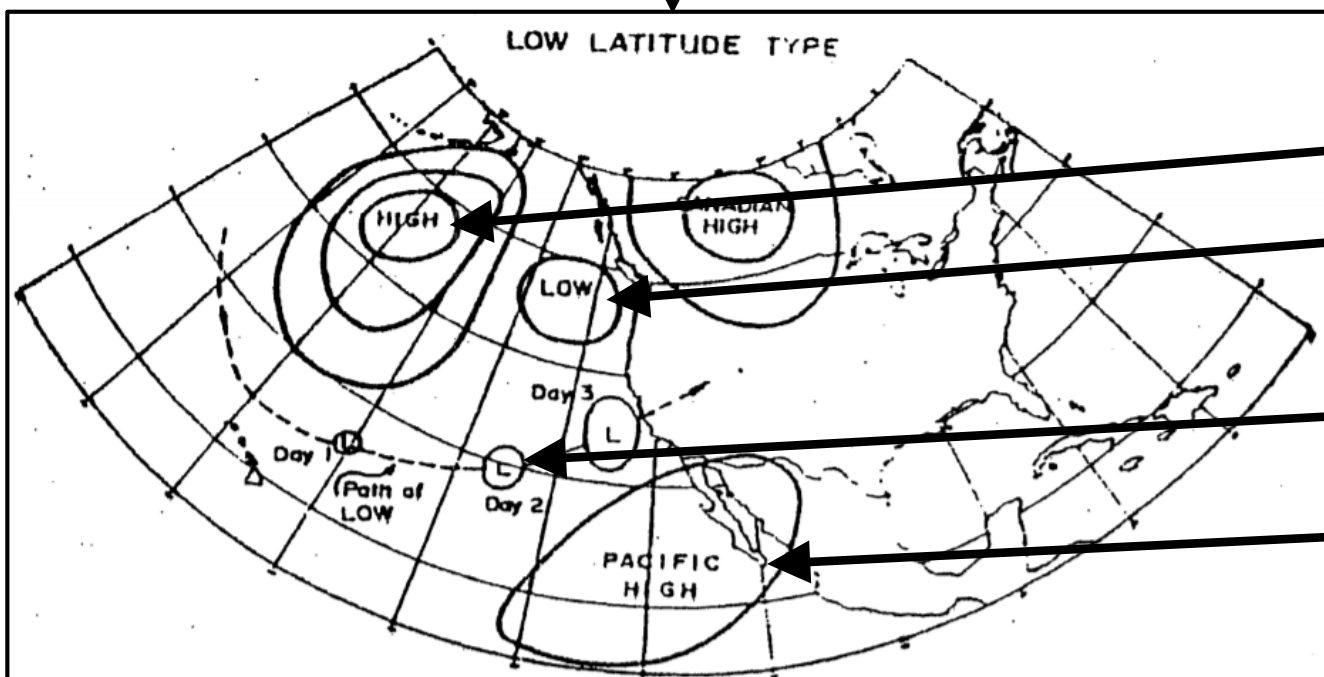 LOW LATITUDE TYPE
HIGH
CANADIAN
HIGH
LOW
Day 3
L
Day 1
L
L
Day 2
Path of
LOW
PACIFIC
HIGH